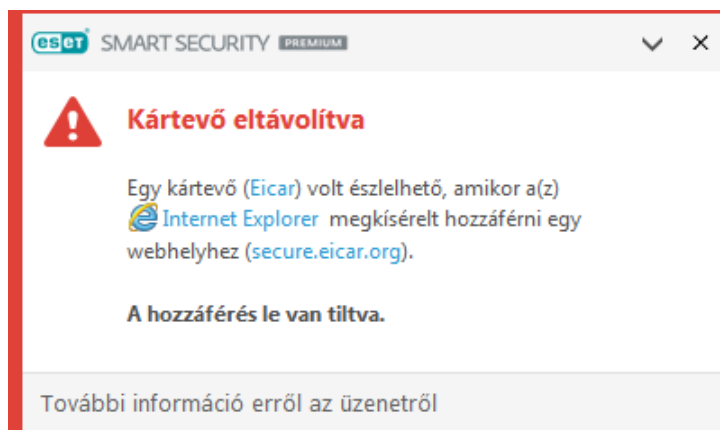 eset SMART SECURITY PREMIUM
Kártevő eltávolítva
Egy kártevő (Eicar) volt észlelhető, amikor a(z)
Internet Explorer megkísérelt hozzáférni egy
webhelyhez (secure.eicar.org).
A hozzáférés le van tiltva.
További információ erről az üzenetről